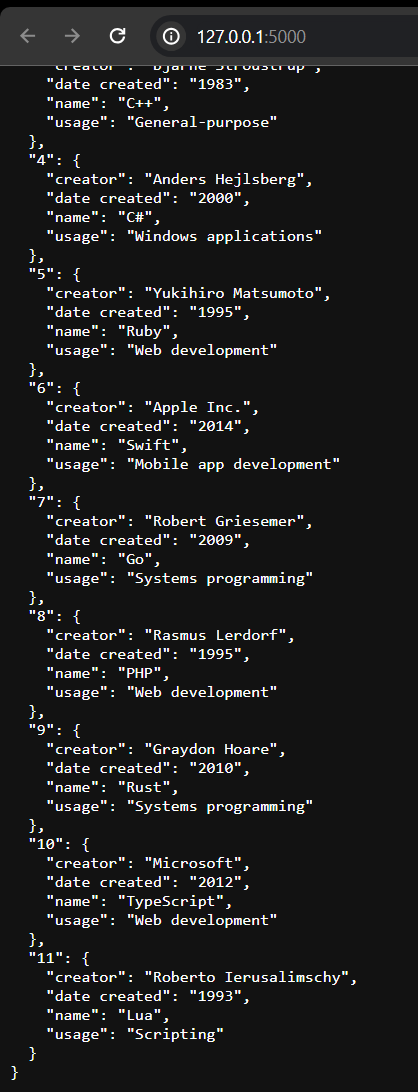 127.0.0.1:5000
"creator": "Bjarne Stroustrup",
"date created": "1983",
"name": "C++",
"usage": "General-purpose"
},
"4": {
"creator": "Anders Hejlsberg",
"date created": "2000",
"name": "C#",
"usage": "Windows applications"
},
"5": {
"creator": "Yukihiro Matsumoto",
"date created": "1995",
"name": "Ruby",
"usage": "Web development"
},
"6": {
"creator": "Apple Inc.",
"date created": "2014",
"name": "Swift",
"usage": "Mobile app development"
},
"7": {
"creator": "Robert Griesemer",
"date created": "2009",
"name": "Go",
"usage": "Systems programming"
},
"8": {
"creator": "Rasmus Lerdorf",
"date created": "1995",
"name": "PHP",
"usage": "Web development"
},
"9": {
"creator": "Graydon Hoare",
"date created": "2010",
"name": "Rust",
"usage": "Systems programming"
},
"10": {
"creator": "Microsoft",
"date created": "2012",
"name": "TypeScript",
"usage": "Web development"
},
"11": {
"creator": "Roberto Ierusalimschy",
"date created": "1993",
"name": "Lua",
"usage": "Scripting"
}
}